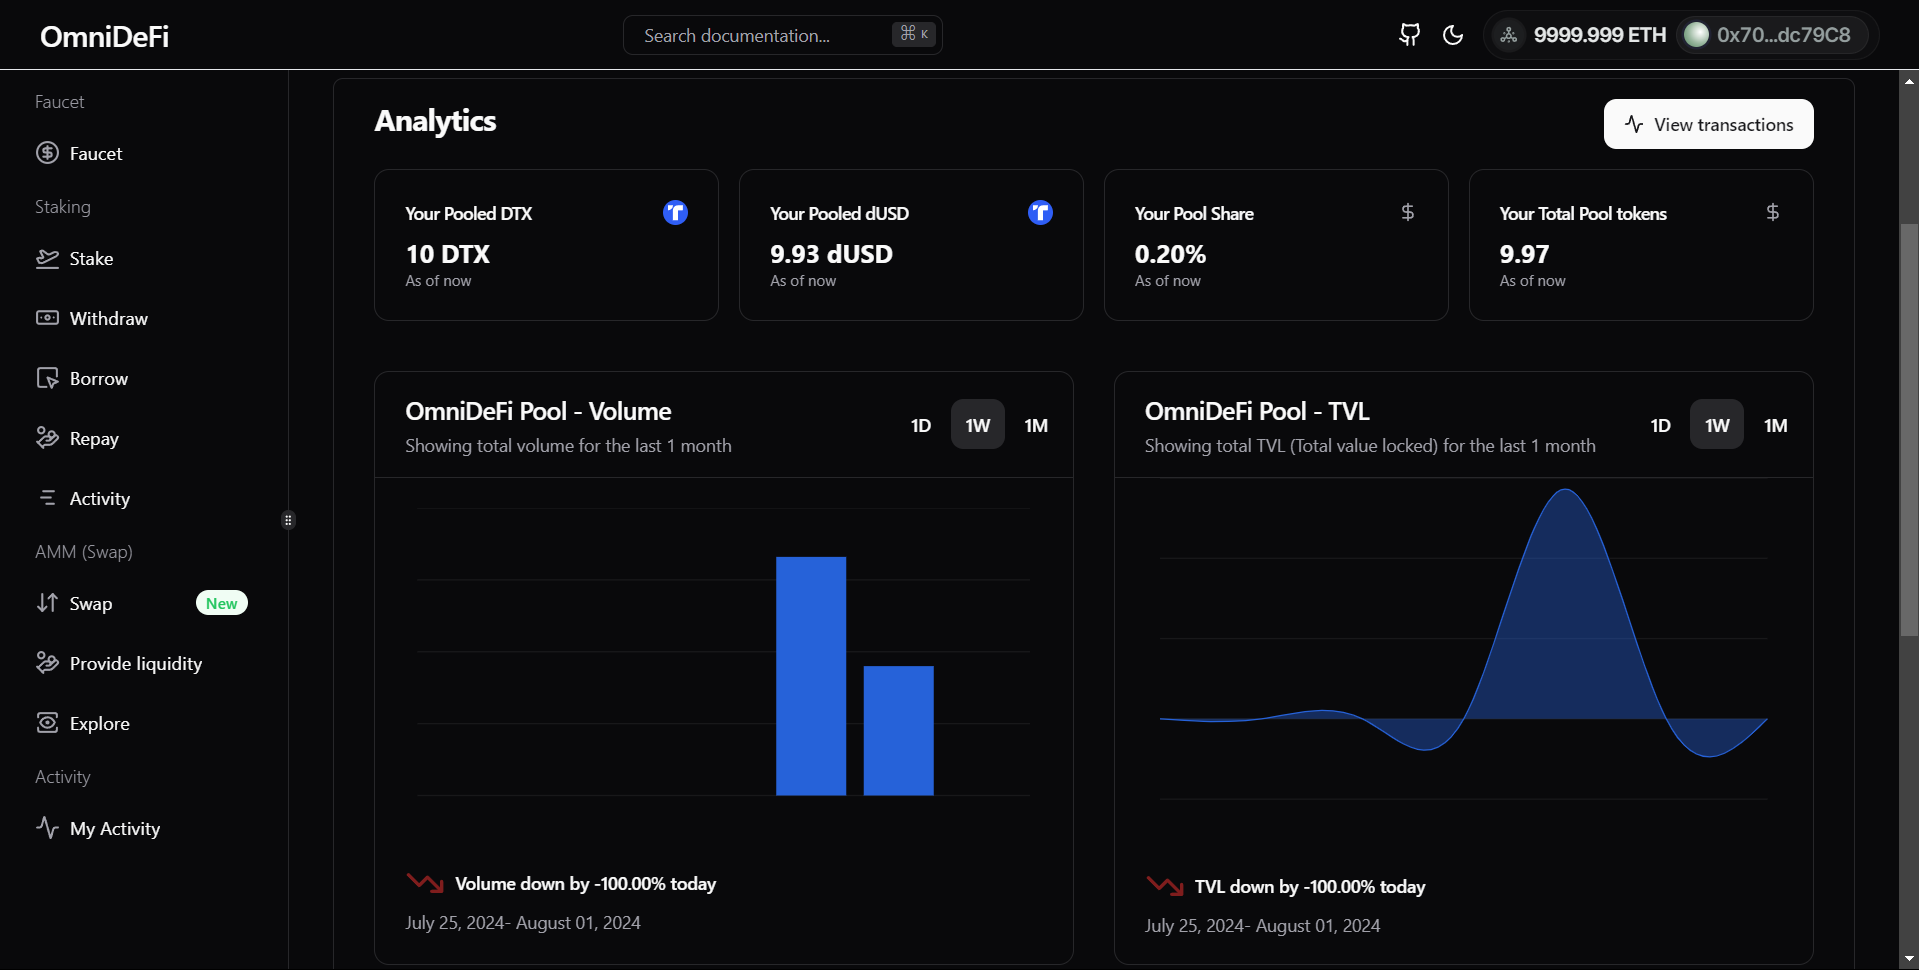 OmniDeFi
Search documentation...
⌘ K
9999.999 ETH
0x70...dc79C8
Faucet
Faucet
Staking
Stake
Withdraw
Borrow
Repay
Activity
AMM (Swap)
Swap
New
Provide liquidity
Explore
Activity
My Activity
Analytics
View transactions
Your Pooled DTX
10 DTX
As of now
Your Pooled dUSD
9.93 dUSD
As of now
Your Pool Share
$
0.20%
As of now
Your Total Pool tokens
$
9.97
As of now
OmniDeFi Pool - Volume
Showing total volume for the last 1 month
1D
1W
1M
Volume down by -100.00% today
July 25, 2024- August 01, 2024
OmniDeFi Pool - TVL
Showing total TVL (Total value locked) for the last 1 month
1D
1W
1M
TVL down by -100.00% today
July 25, 2024- August 01, 2024